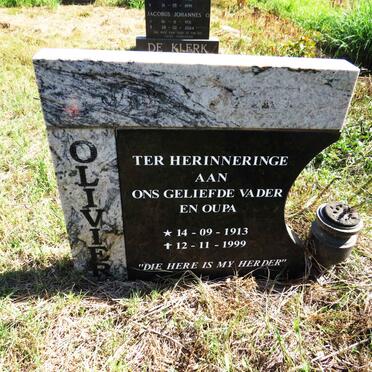 JACOBUS JOHANNES
DE KLERK
OLIVIER
TER HERINNERINGE
AAN
ONS GELIEFDE VADER
EN OUPA
★ 14 - 09 - 1913
✝ 12 - 11 - 1999
"DIE HERE IS MY HERDER"